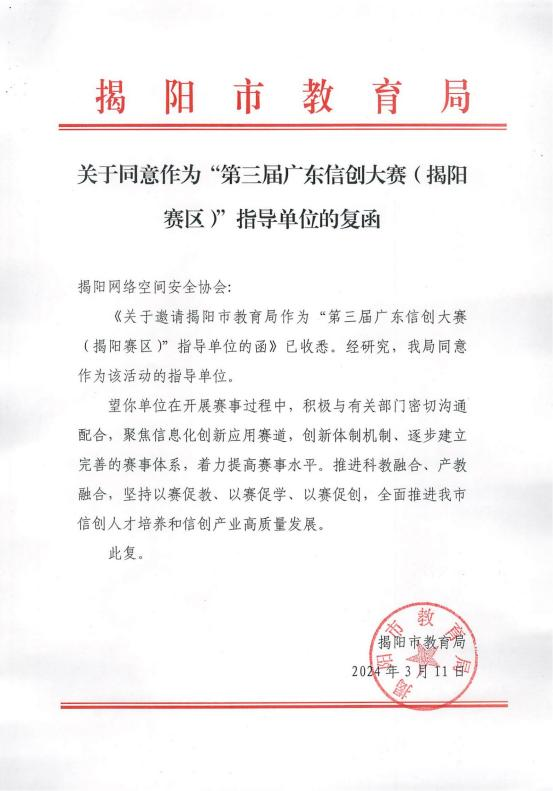 揭阳市教育局
关于同意作为“第三届广东信创大赛（揭阳
赛区）”指导单位的复函
揭阳网络空间安全协会：
《关于邀请揭阳市教育局作为“第三届广东信创大赛
（揭阳赛区）”指导单位的函》已收悉。经研究，我局同意
作为该活动的指导单位。
望你单位在开展赛事过程中，积极与有关部门密切沟通
配合，聚焦信息化创新应用赛道，创新体制机制、逐步建立
完善的赛事体系，着力提高赛事水平。推进科教融合、产教
融合，坚持以赛促教、以赛促学、以赛促创，全面推进我市
信创人才培养和信创产业高质量发展。
此复。
揭阳市教育局
2024年3月11日
揭阳市教育局